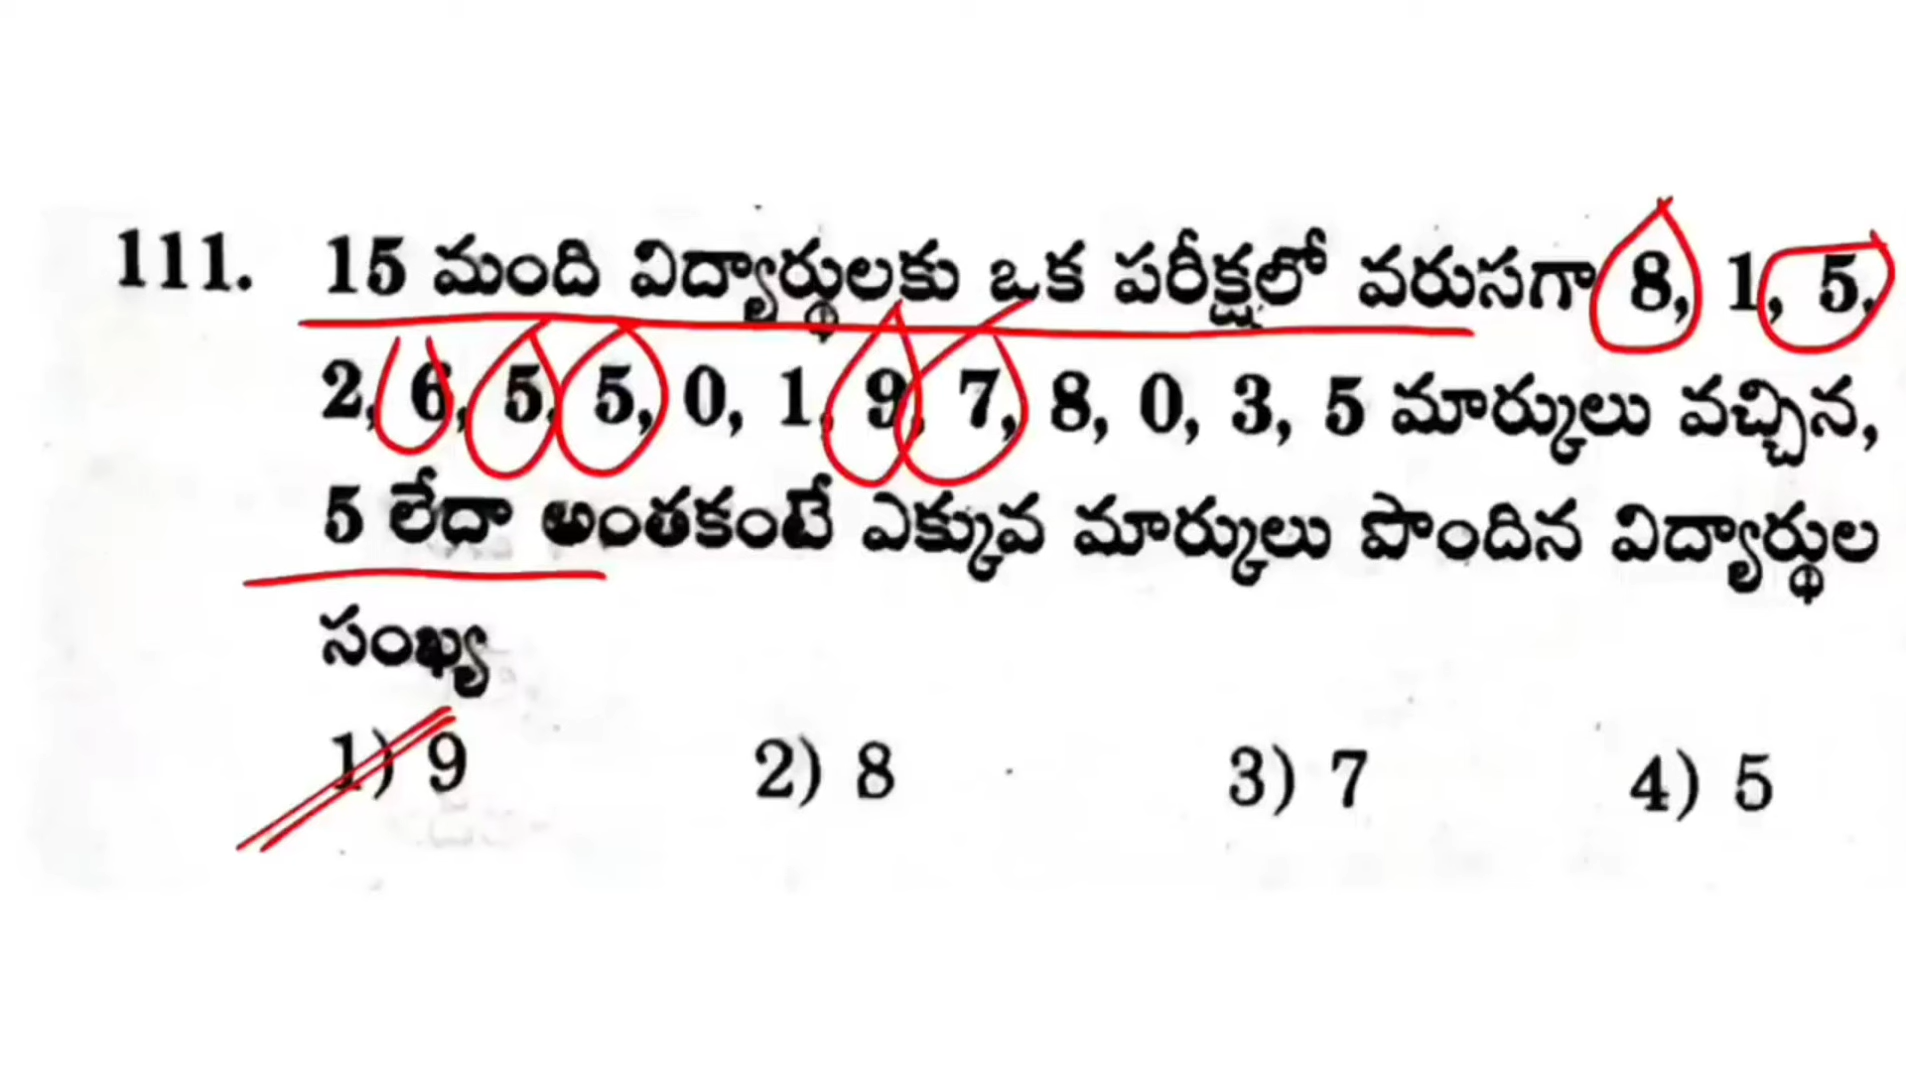 111. 15 మంది విద్యార్థులకు ఒక పరీక్షలో వరుసగా 8, 1, 5,
2, 6, 5, 5, 0, 1, 9, 7, 8, 0, 3, 5 మార్కులు వచ్చిన,
5 లేదా అంతకంటే ఎక్కువ మార్కులు పొందిన విద్యార్థుల
సంఖ్య
1) 9 2) 8 3) 7 4) 5